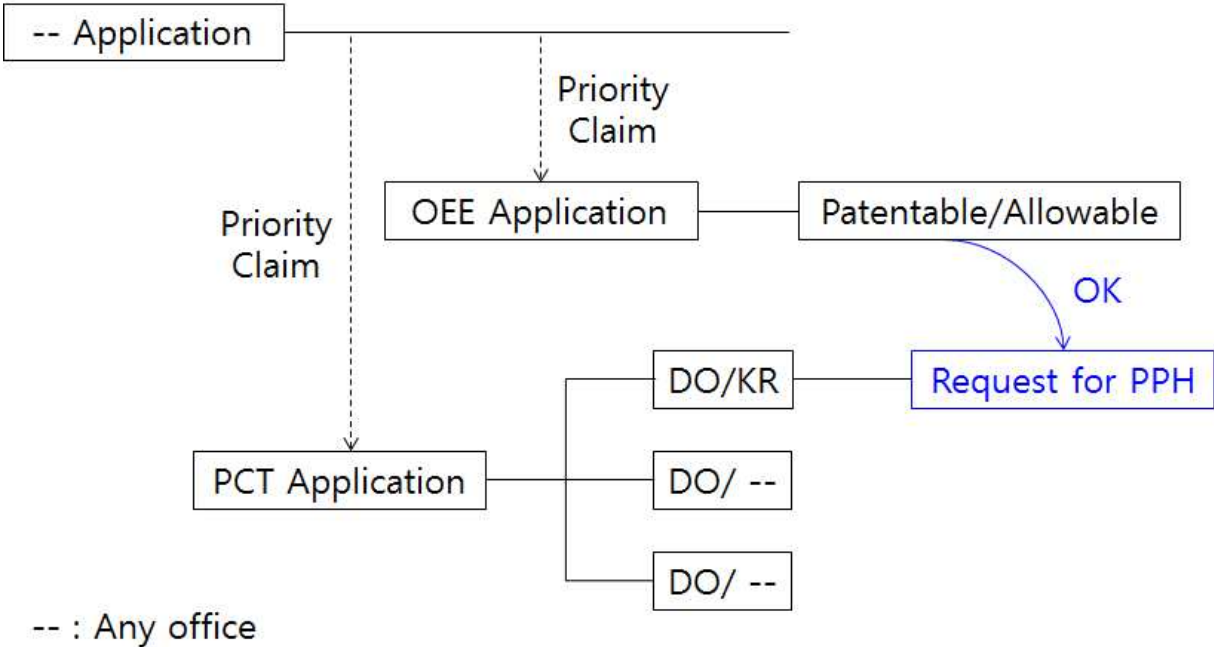 -- Application
Priority
Claim
OEE Application
Patentable/Allowable
Priority
Claim
OK
DO/KR
Request for PPH
PCT Application
DO/ --
DO/ --
-- : Any office